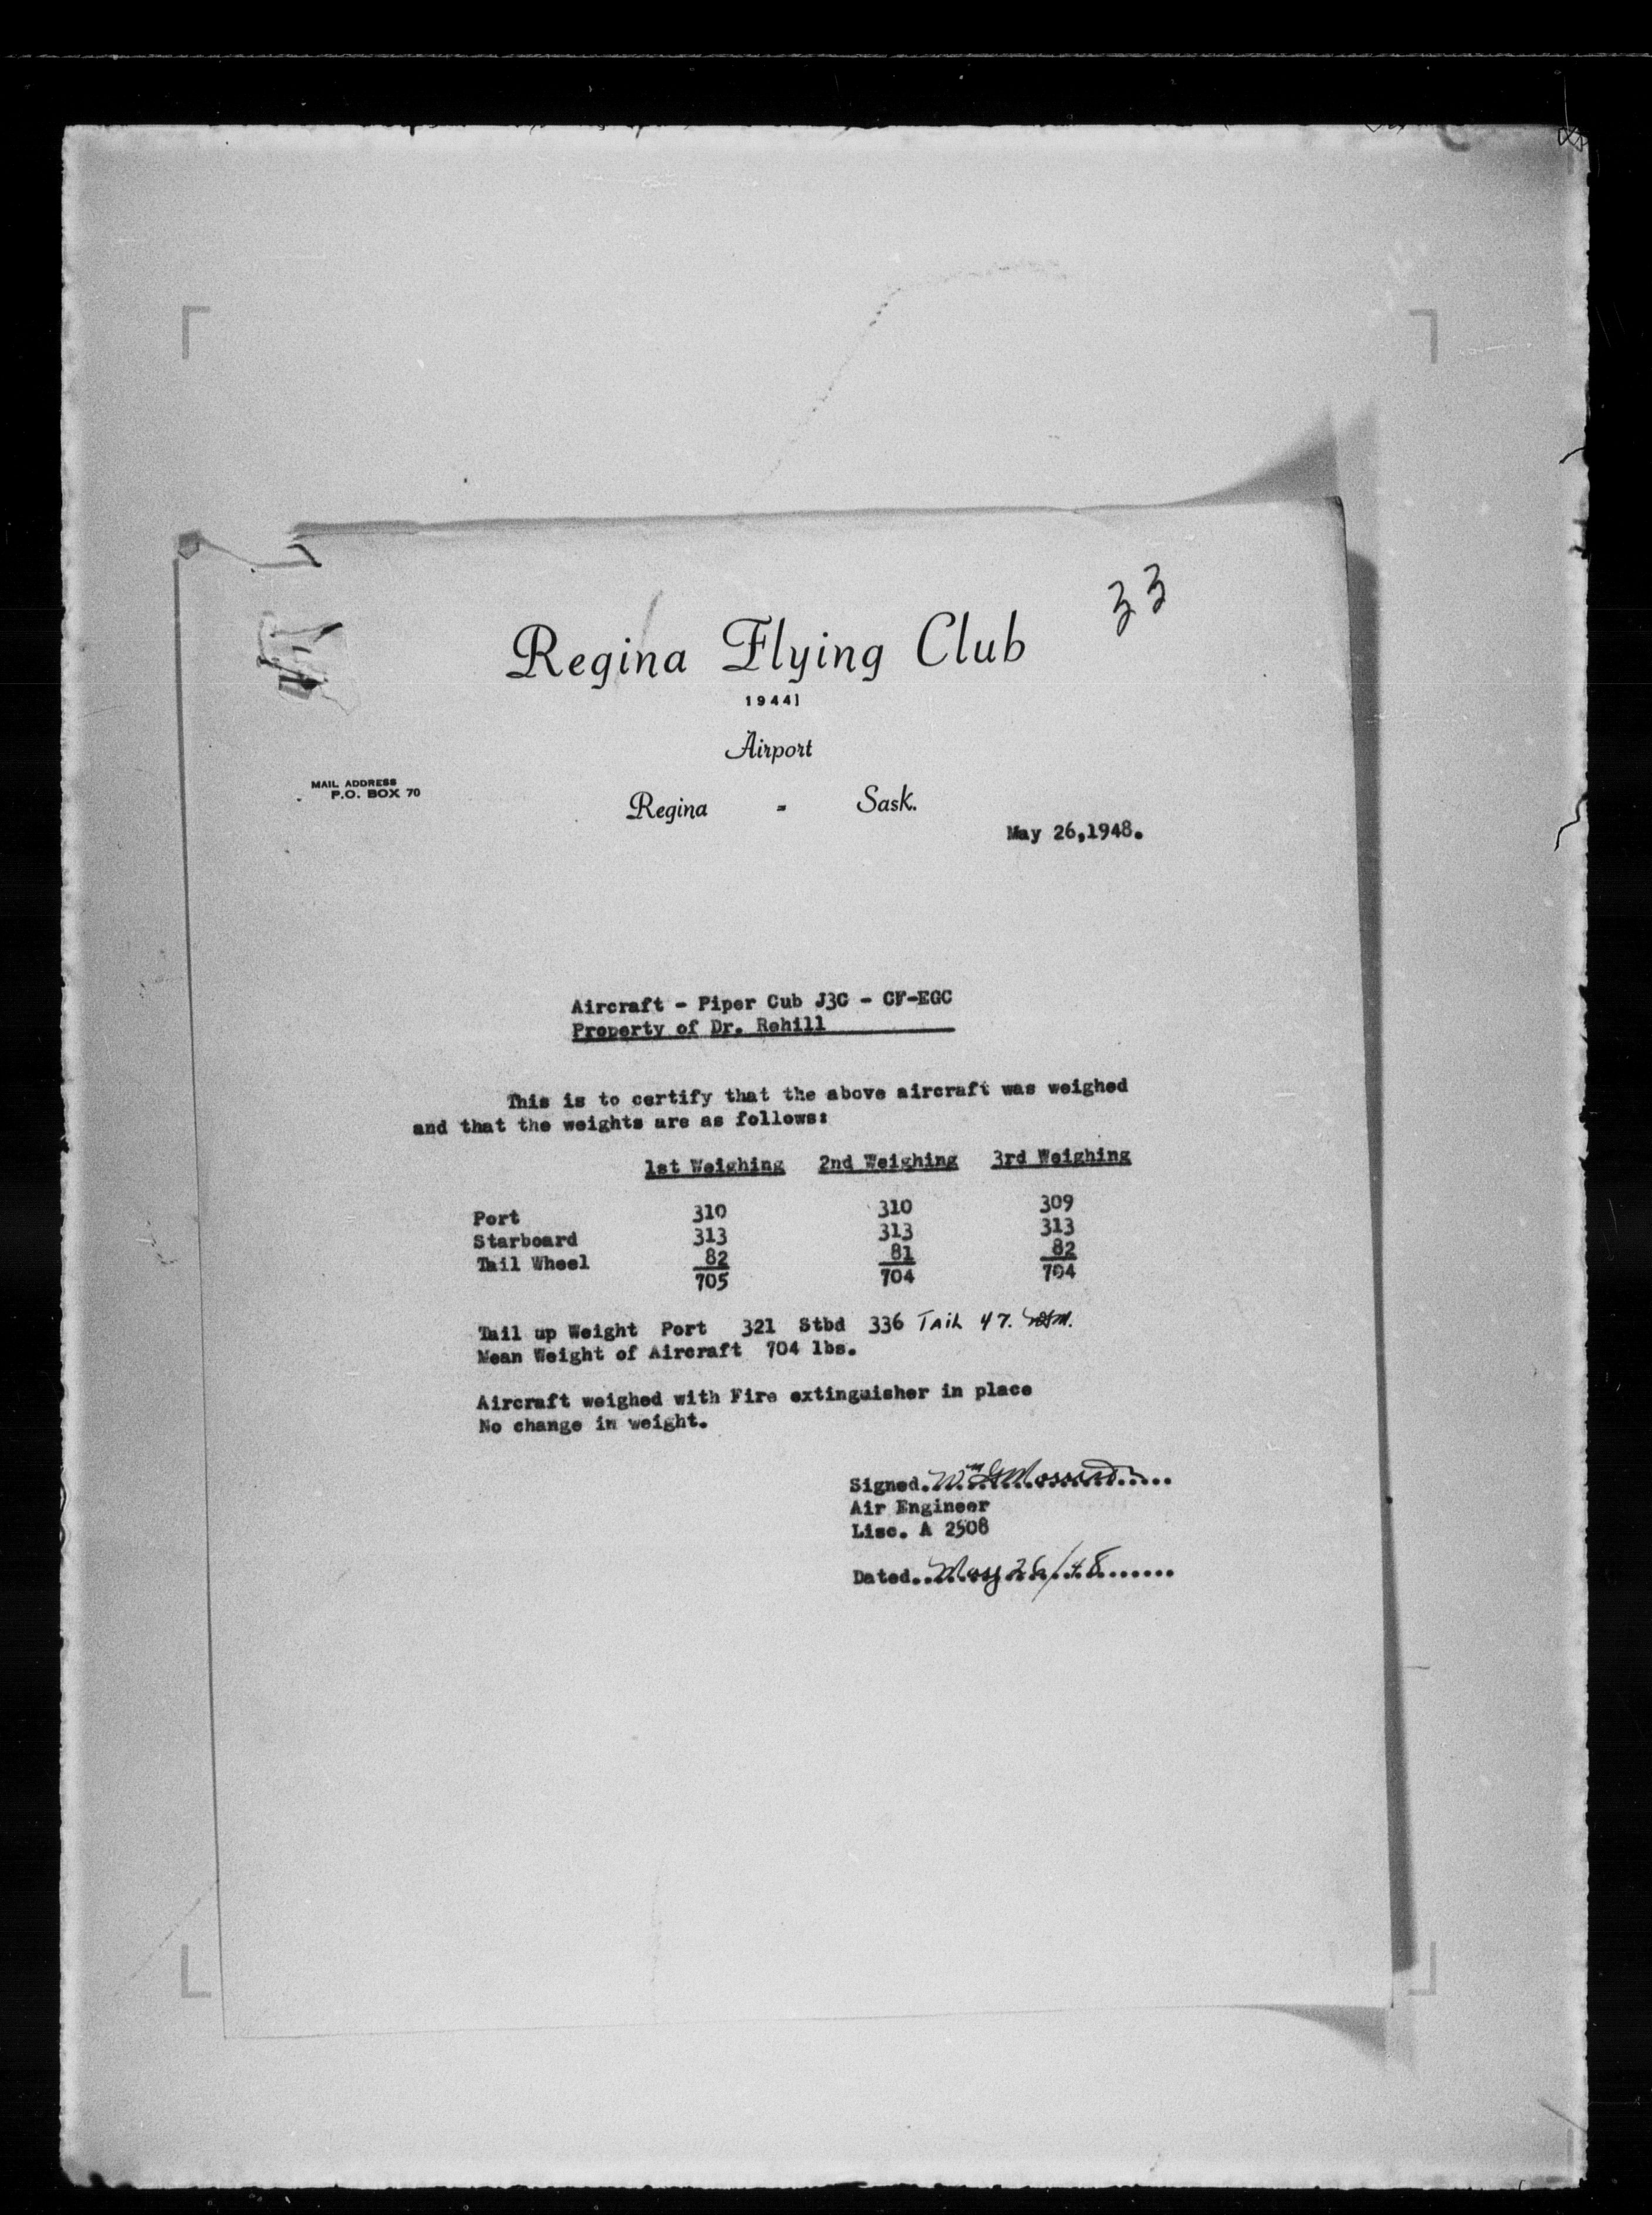 33
Regina Flying Club
1944]
Airport
MAIL ADDRESS
P.O. BOX 70
Regina - Sask.
May 26,1948.
Aircraft - Piper Cub J3C - CF-EGC
Property of Dr. Rehill
This is to certify that the above aircraft was weighed
and that the weights are as follows:
1st Weighing 2nd Weighing 3rd Weighing
Port 310 310 309
Starboard 313 313 313
Tail Wheel 82 81 82
705 704 704
Tail up Weight Port 321 Stbd 336 Tail 47.
Mean Weight of Aircraft 704 lbs.
Aircraft weighed with Fire extinguisher in place
No change in weight.
Signed.
Air Engineer
Lisc. A 2508
Dated..May 26/48.......